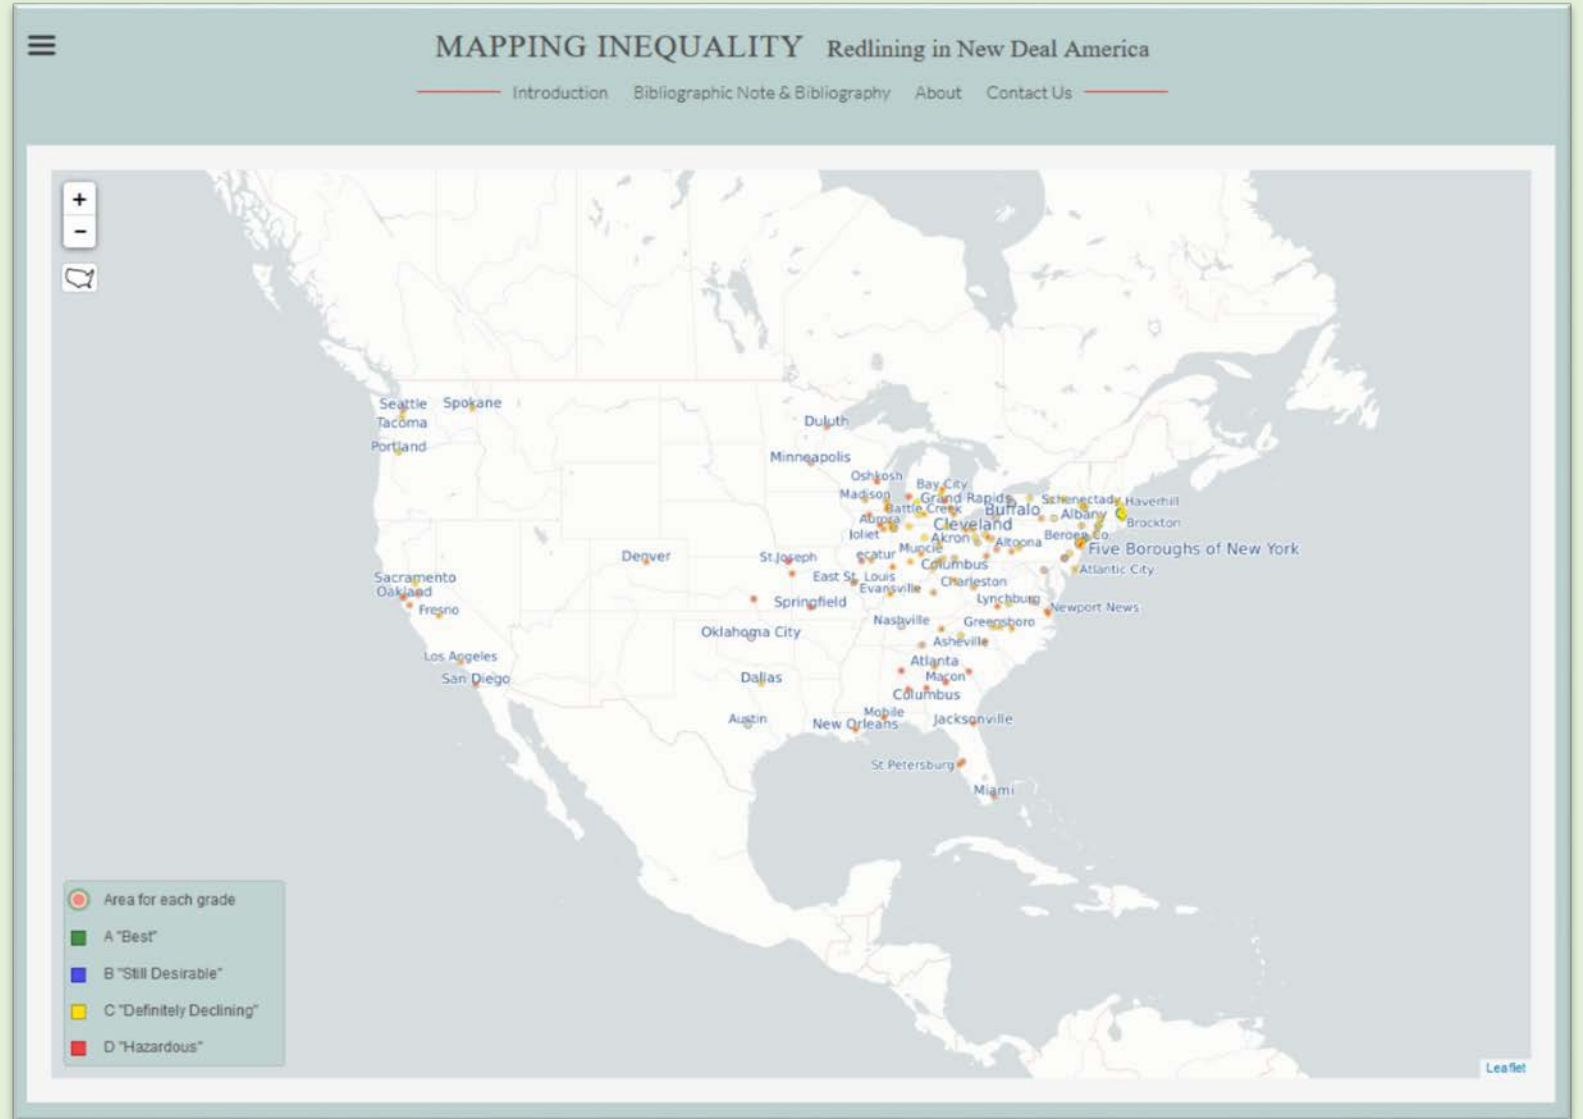 MAPPING INEQUALITY Redlining in New Deal America
Introduction Bibliographic Note & Bibliography About Contact Us
+
−
Seattle Spokane
Tacoma
Portland
Duluth
Minneapolis
Oshkosh
Bay City
Madison
Grand Rapids
Schenectady
Haverhill
Battle Creek
Buffalo
Albany
Aurora
Cleveland
Brockton
Joliet
Akron
Altoona
Bergen Co.
Muncie
Five Boroughs of New York
Denver
St.Joseph
ecatur
Columbus
Atlantic City
Sacramento
East St. Louis
Charleston
Oakland
Evansville
Fresno
Springfield
Lynchburg
Newport News
Nashville
Greensboro
Oklahoma City
Asheville
Los Angeles
Atlanta
San Diego
Dallas
Macon
Columbus
Austin
Mobile
New Orleans
Jacksonville
St Petersburg
Miami
Area for each grade
A "Best"
B "Still Desirable"
C "Definitely Declining"
D "Hazardous"
Leaflet